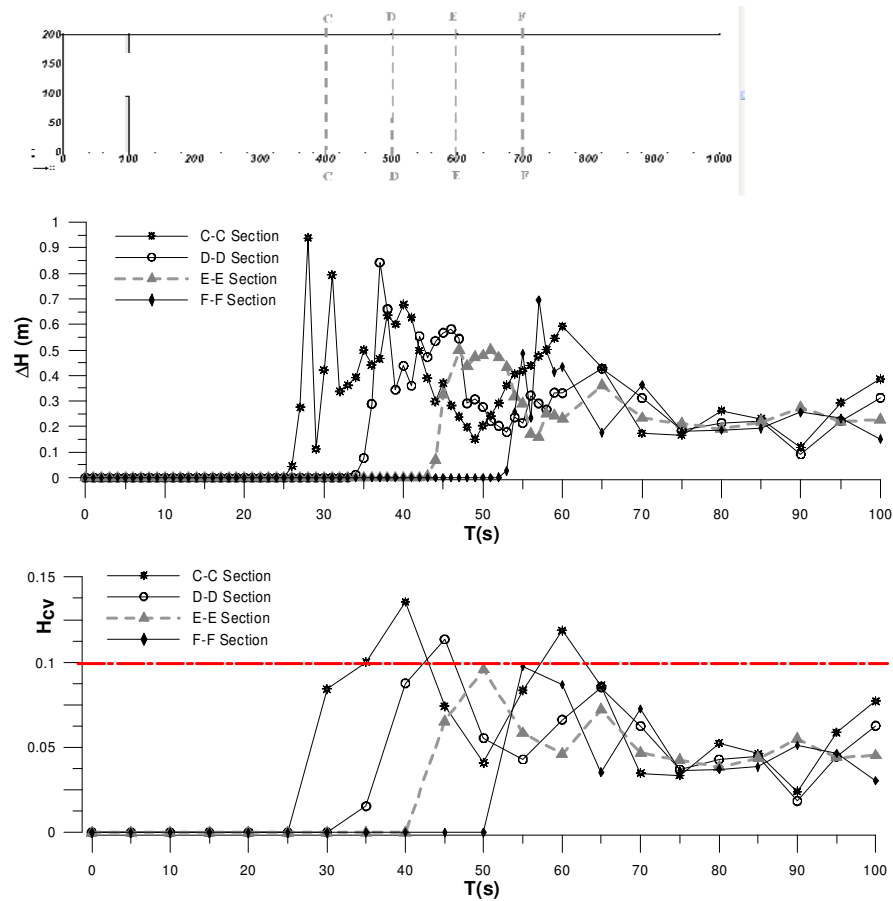 C D E F
200
150
100
50
0
0 100 200 300 400 500 600 700 800 900 1000
C D E F
1
0.9
0.8
0.7
0.6
0.5
0.4
0.3
0.2
0.1
0
ΔH (m)
C-C Section
D-D Section
E-E Section
F-F Section
0 10 20 30 40 50 60 70 80 90 100
T(s)
0.15
0.1
0.05
0
Hcv
C-C Section
D-D Section
E-E Section
F-F Section
0 10 20 30 40 50 60 70 80 90 100
T(s)